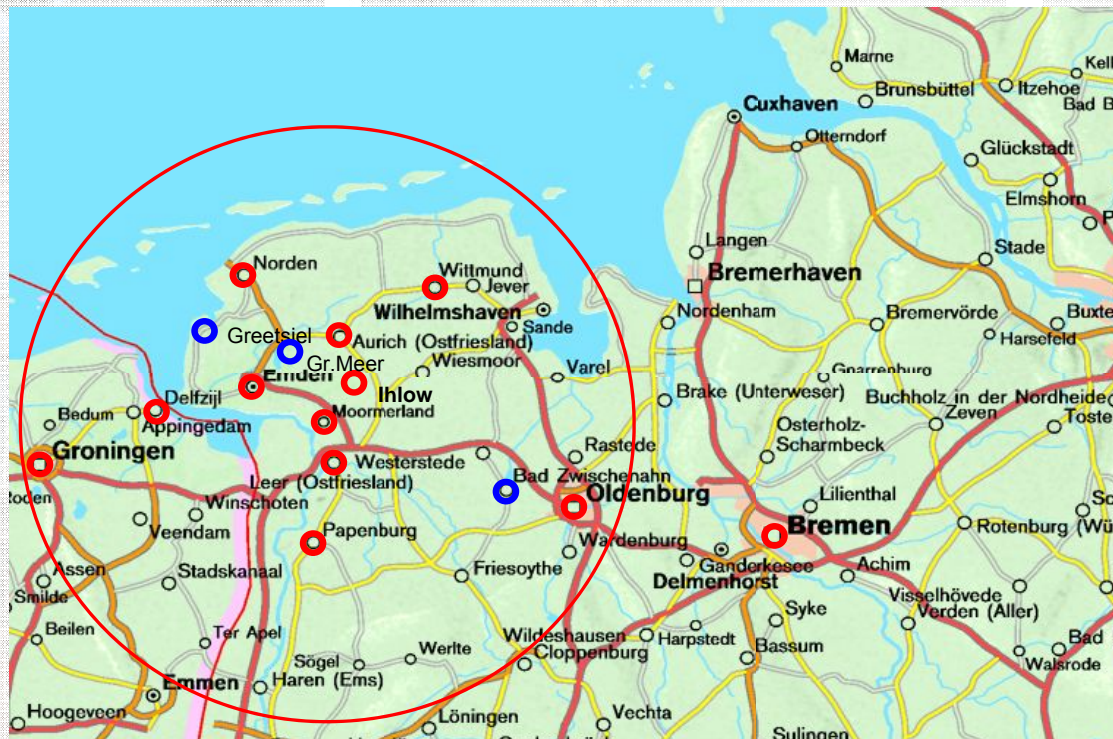 Marne
Kell
Brunsbüttel
Itzehoe
Bad B
Cuxhaven
Otterndorf
Glückstadt
Elmshorn
P
Langen
Stade
Norden
Wittmund
Jever
Bremerhaven
Wilhelmshaven
Sande
Nordenham
Bremervörde
Buxte
Harsefeld
Greetsiel
Aurich (Ostfriesland)
Gr.Meer
Wiesmoor
Varel
Gnarrenburg
Emden
Ihlow
Brake (Unterweser)
Buchholz in der Nordheide
Delfzijl
Bedum
Appingedam
Moormerland
Zeven
Toste
Osterholz-
Scharmbeck
Groningen
Westerstede
Rastede
Leer (Ostfriesland)
Bad Zwischenahn
Roden
Winschoten
Oldenburg
Lilienthal
Sc
Veendam
Papenburg
Bremen
Rotenburg (Wü
Wardenburg
Ganderkesee
Delmenhorst
Achim
Assen
Stadskanaal
Friesoythe
Smilde
Visselhövede
Verden (Aller)
Syke
Beilen
Ter Apel
Wildeshausen
Harpstedt
Bassum
Bad
Walsrode
Werlte
Sögel
Cloppenburg
Emmen
Haren (Ems)
Hoogeveen
Löningen
Vechta
Sulingen